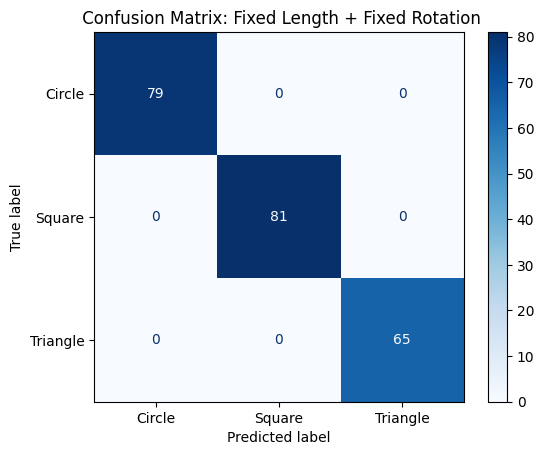 Confusion Matrix: Fixed Length + Fixed Rotation
Circle 79 0 0
Square 0 81 0
Triangle 0 0 65
Circle Square Triangle
Predicted label
True label
80
70
60
50
40
30
20
10
0